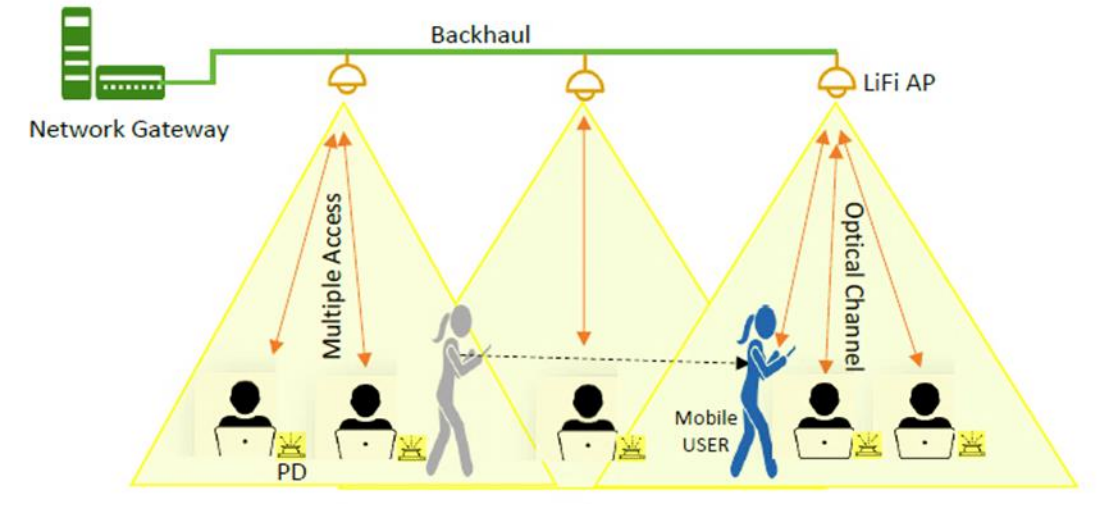 Backhaul
LiFi AP
Network Gateway
Multiple Access
Optical Channel
Mobile
USER
PD